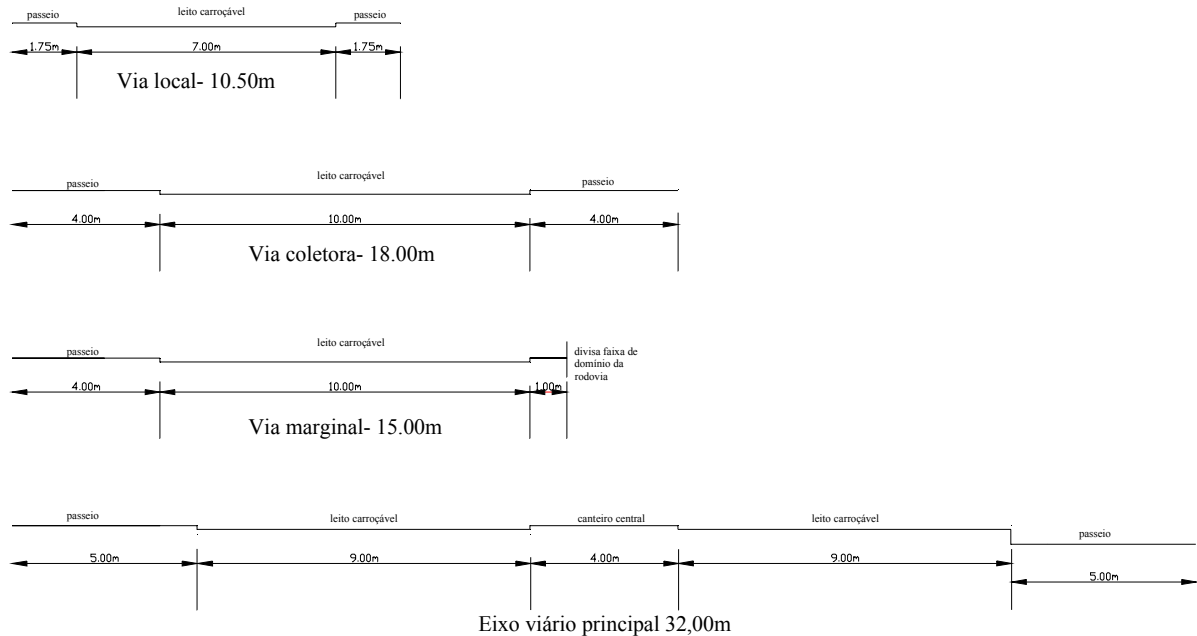 passeio leito carroçável passeio
1.75m 7.00m 1.75m
Via local- 10.50m
passeio leito carroçável passeio
4.00m 10.00m 4.00m
Via coletora- 18.00m
passeio leito carroçável divisa faixa de
domínio da
rodovia
4.00m 10.00m 1.00m
Via marginal- 15.00m
passeio leito carroçável canteiro central leito carroçável passeio
5.00m 9.00m 4.00m 9.00m 5.00m
Eixo viário principal 32,00m